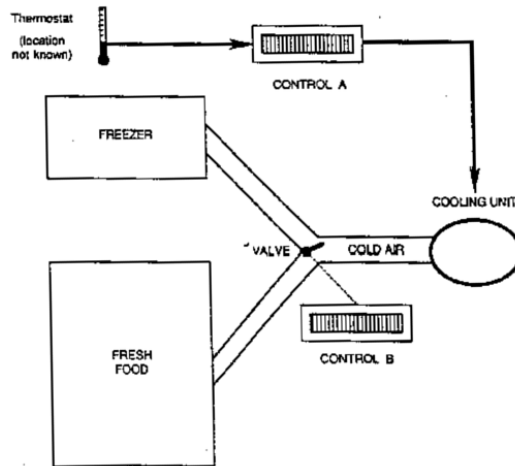 Thermostat
(location
not known)
CONTROL A
FREEZER
COOLING UNIT
VALVE
COLD AIR
CONTROL B
FRESH
FOOD